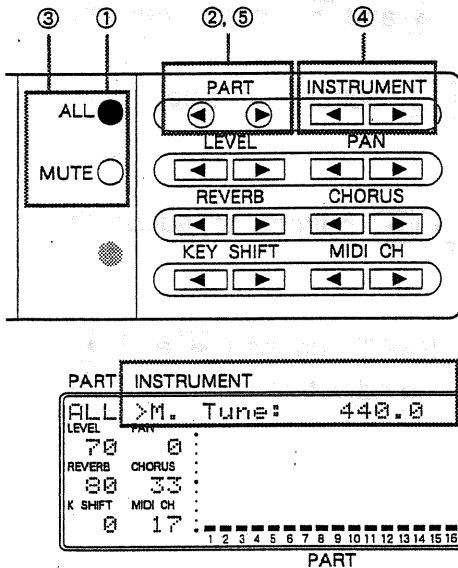 ③ ① ②, ⑤ ④
ALL PART INSTRUMENT
LEVEL PAN
MUTE
REVERB CHORUS
KEY SHIFT MIDI CH
PART INSTRUMENT
ALL >M. Tune: 440.0
LEVEL PAN
70 0
REVERB CHORUS
80 33
K SHIFT MIDI CH
0 17
1 2 3 4 5 6 7 8 9 10 11 12 13 14 15 16
PART